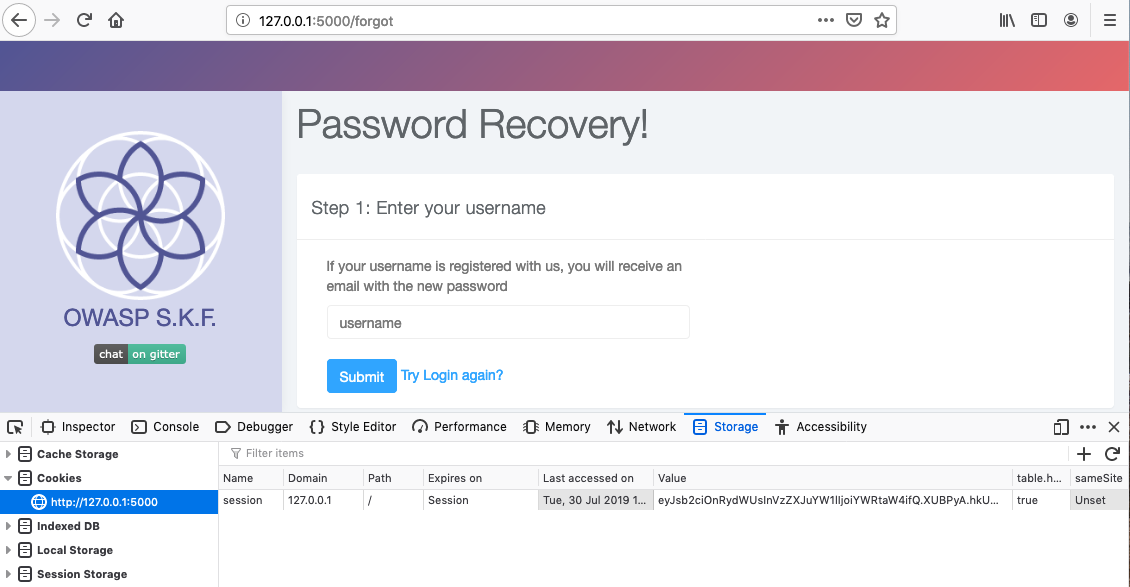 127.0.0.1:5000/forgot
Password Recovery!
OWASP S.K.F.
chat on gitter
Step 1: Enter your username
If your username is registered with us, you will receive an
email with the new password
username
Submit Try Login again?
Inspector Console Debugger Style Editor Performance Memory Network Storage Accessibility
Cache Storage
Cookies
http://127.0.0.1:5000
Indexed DB
Local Storage
Session Storage
Filter items
Name Domain Path Expires on Last accessed on Value table.h... sameSite
session 127.0.0.1 / Session Tue, 30 Jul 2019 1... eyJsb2ciOnRydWUsInVzZXJuYW1lIjoiYWRtaW4ifQ.XUBPyA.hkU... true Unset